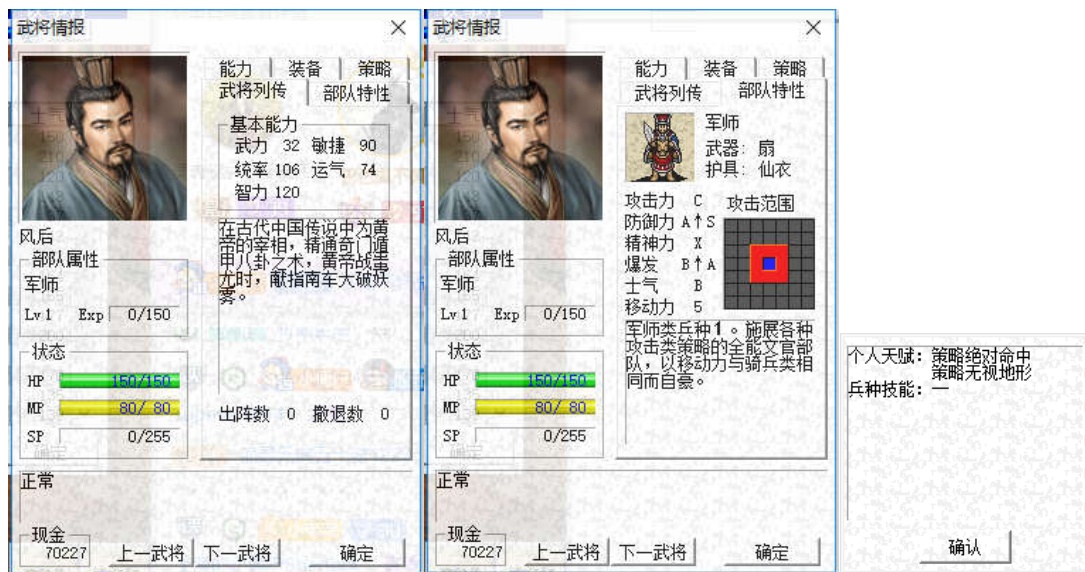 武将情报
能力 装备 策略
武将列传 部队特性
基本能力
武力 32 敏捷 90
统率 106 运气 74
智力 120
在古代中国传说中为黄
帝的宰相，精通奇门遁
甲八卦之术，黄帝战蚩
尤时，献指南车大破妖
雾。
出阵数 0 撤退数 0
风后
部队属性
军师
Lv 1 Exp 0/150
状态
HP 150/150
MP 80/ 80
SP 0/255
正常
现金
70227
上一武将 下一武将 确定
武将情报
能力 装备 策略
武将列传 部队特性
军师
武器: 扇
护具: 仙衣
攻击力 C 攻击范围
防御力 A↑S
精神力 X
爆发 B↑A
士气 B
移动力 5
军师类兵种1。施展各种
攻击类策略的全能文官部
队，以移动力与骑兵类相
同而自豪。
风后
部队属性
军师
Lv 1 Exp 0/150
状态
HP 150/150
MP 80/ 80
SP 0/255
正常
现金
70227
上一武将 下一武将 确定
个人天赋: 策略绝对命中
策略无视地形
兵种技能: 一
确认